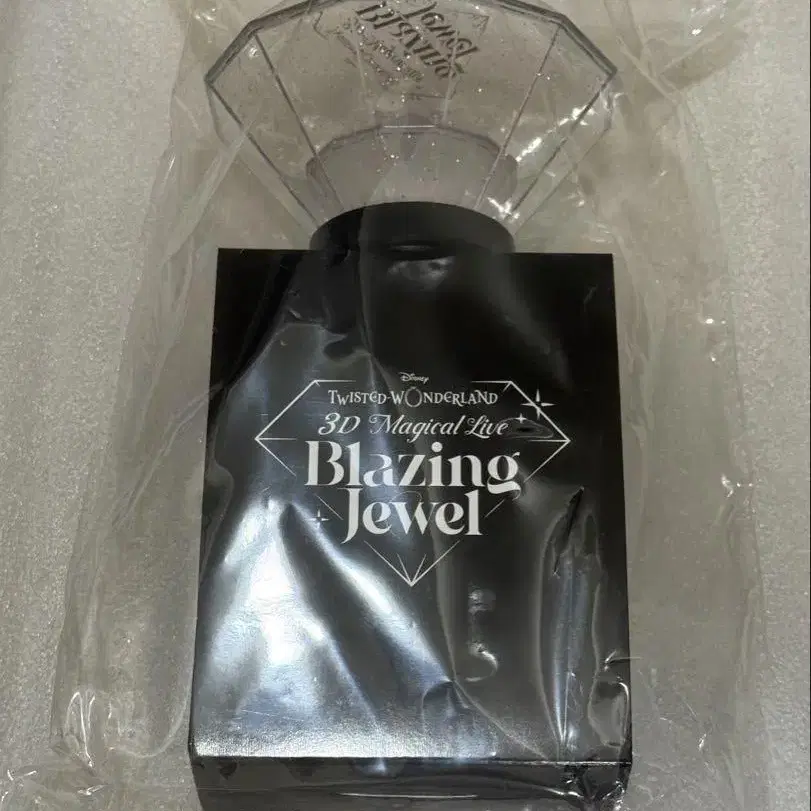 Disney
TWISTED-WONDERLAND
3D Magical Live
Blazing
Jewel